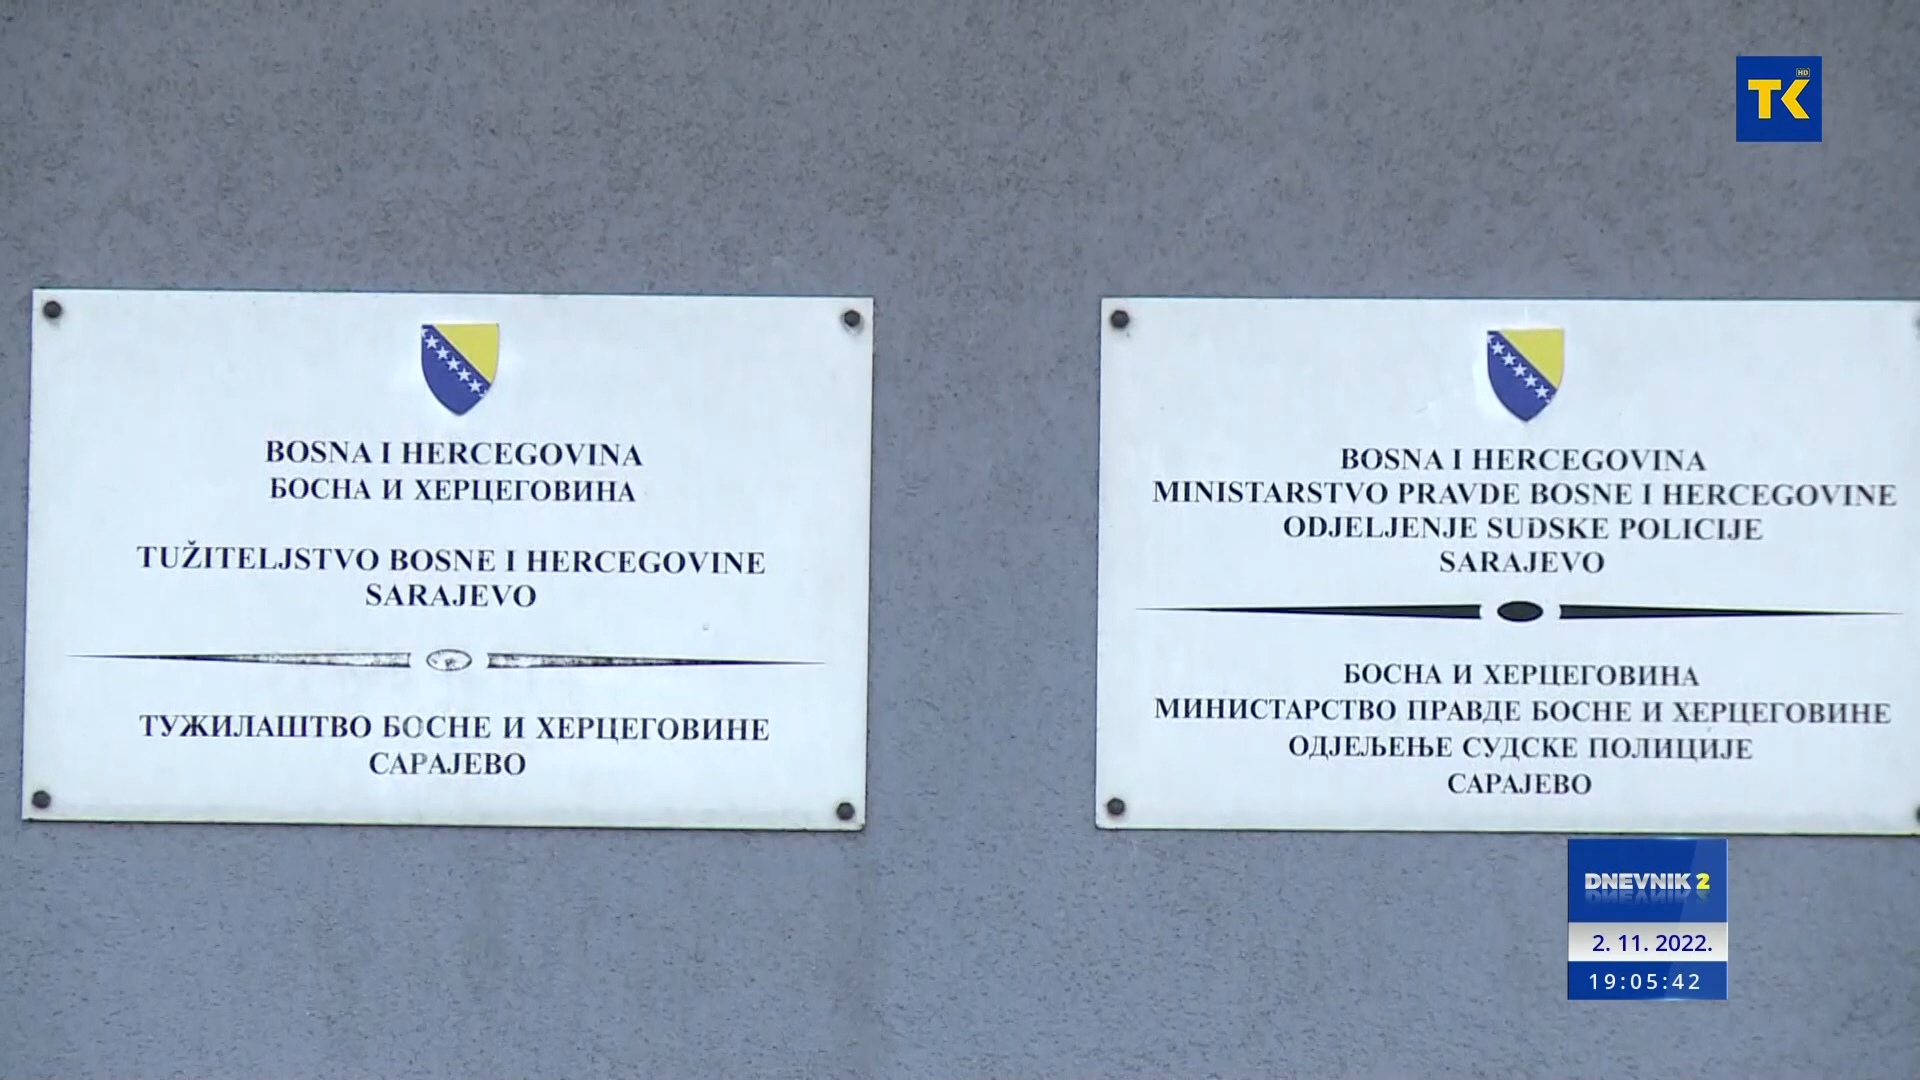 BOSNA I HERCEGOVINA
БОСНА И ХЕРЦЕГОВИНА
TUŽITELJSTVO BOSNE I HERCEGOVINE
SARAJEVO
ТУЖИЛАШТВО БОСНЕ И ХЕРЦЕГОВИНЕ
САРАЈЕВО
BOSNA I HERCEGOVINA
MINISTARSTVO PRAVDE BOSNE I HERCEGOVINE
ODJELJENJE SUDSKE POLICIJE
SARAJEVO
БОСНА И ХЕРЦЕГОВИНА
МИНИСТАРСТВО ПРАВДЕ БОСНЕ И ХЕРЦЕГОВИНЕ
ОДЈЕЉЕЊЕ СУДСКЕ ПОЛИЦИЈЕ
САРАЈЕВО
TK HD
DNEVNIK 2
2. 11. 2022.
19:05:42